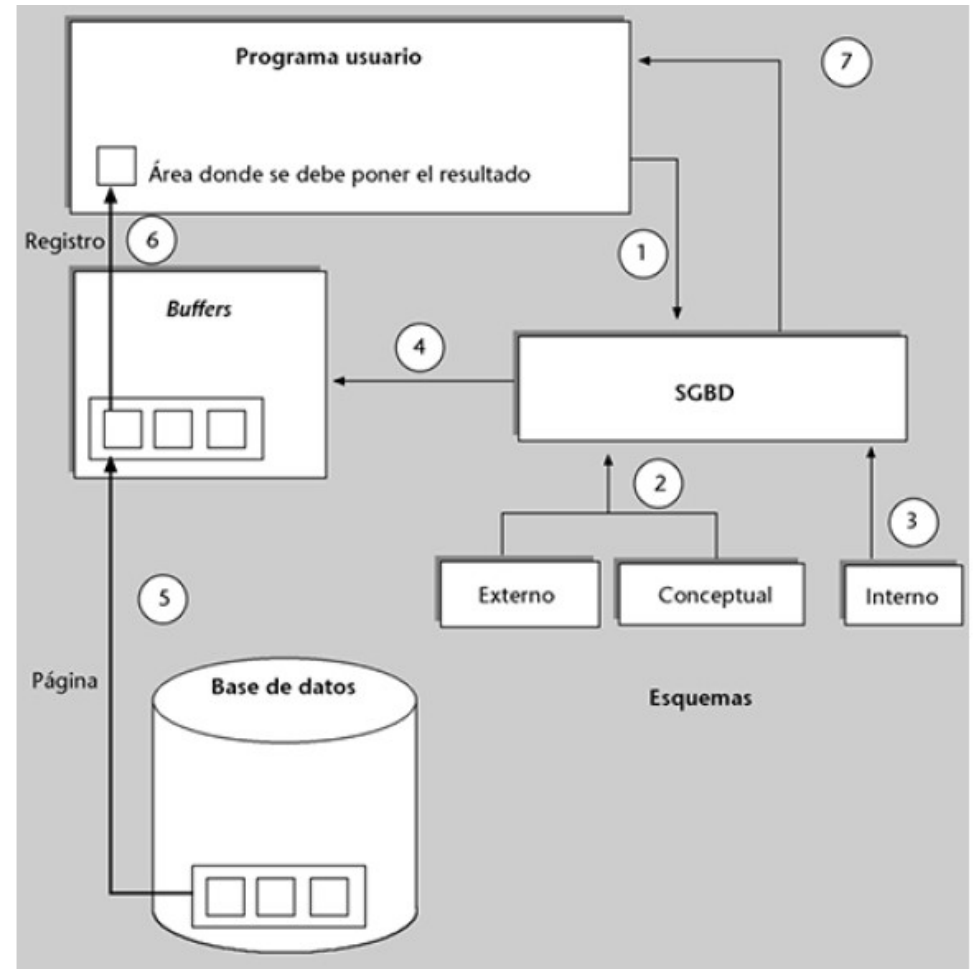 Programa usuario
7
Área donde se debe poner el resultado
Registro
6
1
Buffers
4
SGBD
2
3
Externo
Conceptual
Interno
5
Página
Base de datos
Esquemas